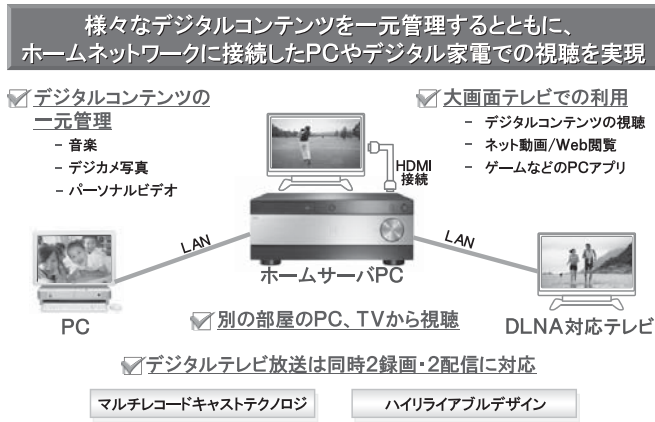 様々なデジタルコンテンツを一元管理するとともに、
ホームネットワークに接続したPCやデジタル家電での視聴を実現
デジタルコンテンツの
一元管理
- 音楽
- デジカメ写真
- パーソナルビデオ
大画面テレビでの利用
- デジタルコンテンツの視聴
- ネット動画/Web閲覧
- ゲームなどのPCアプリ
HDMI
接続
LAN
LAN
ホームサーバPC
PC
別の部屋のPC、TVから視聴
DLNA対応テレビ
デジタルテレビ放送は同時2録画・2配信に対応
マルチレコードキャストテクノロジ
ハイリライアブルデザイン